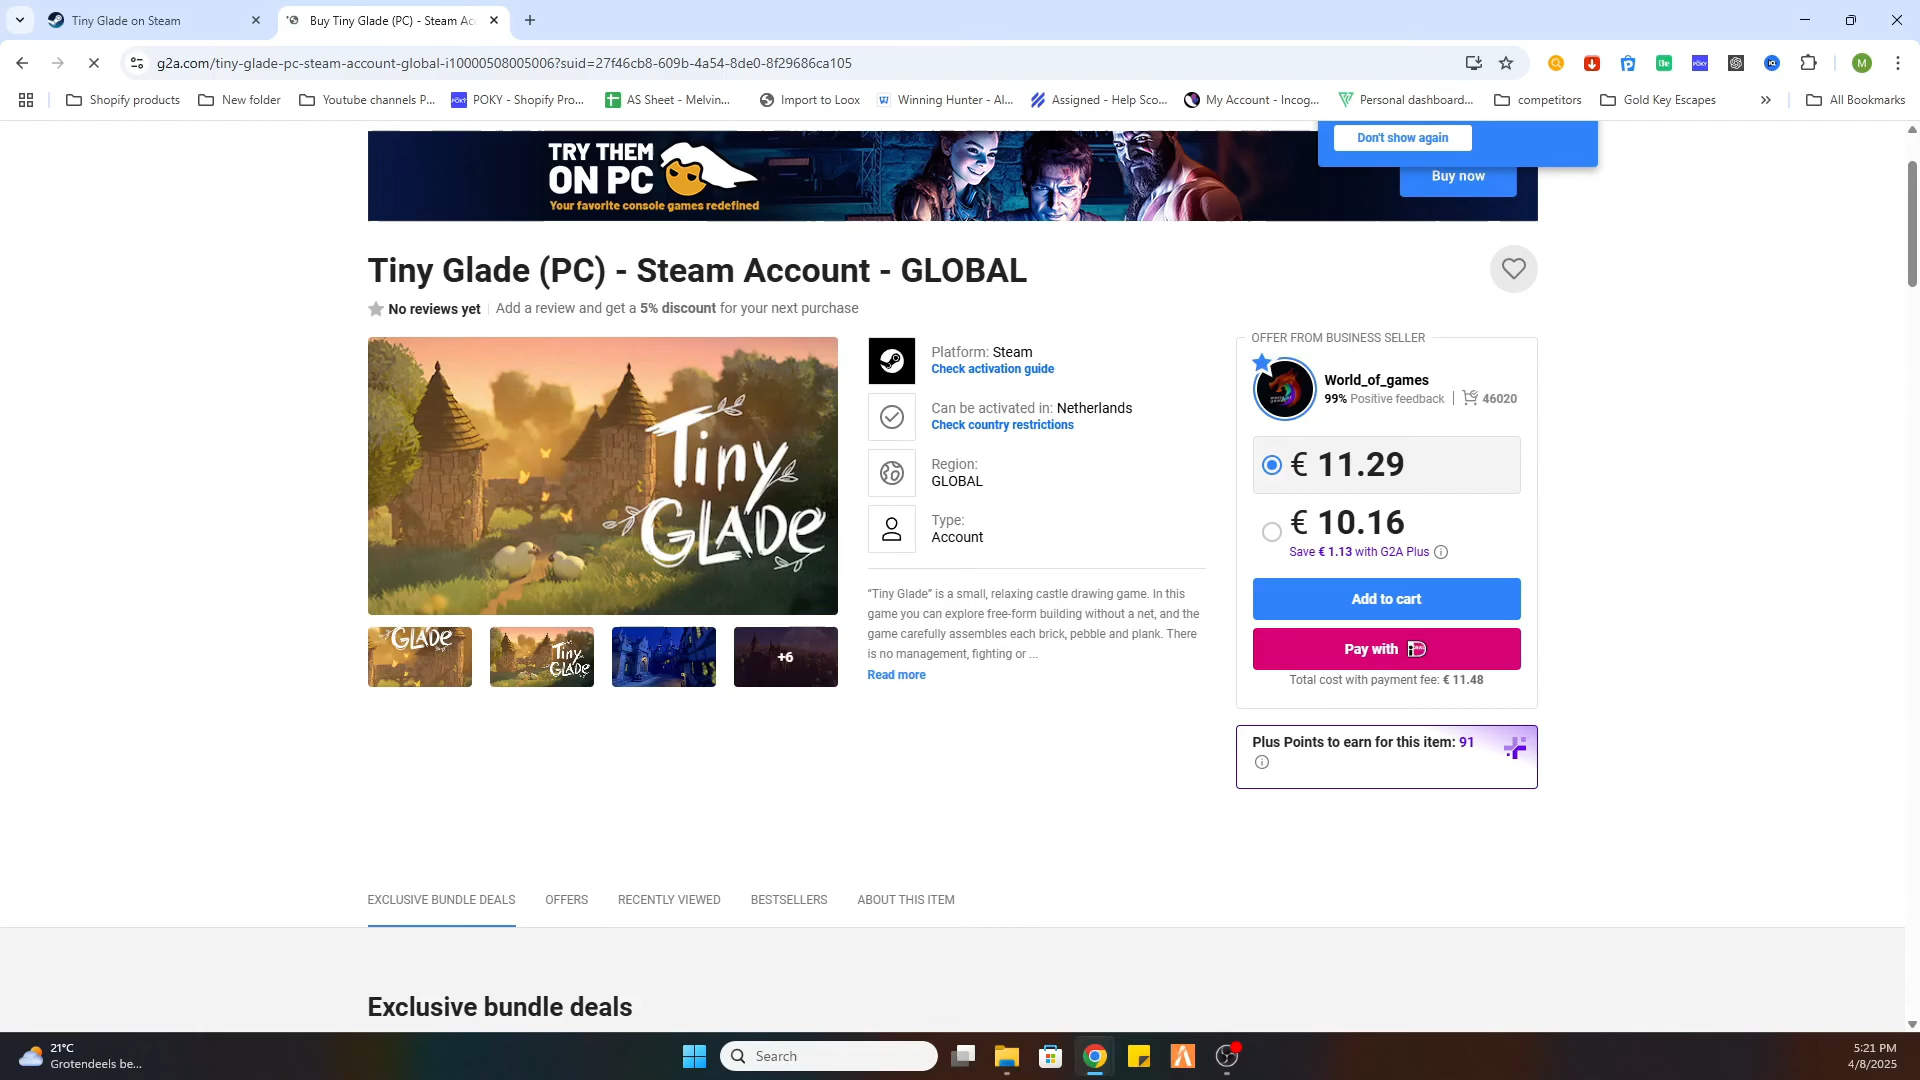 Tiny Glade on Steam
Buy Tiny Glade (PC) - Steam Acc
g2a.com/tiny-glade-pc-steam-account-global-i10000508005006?suid=27f46cb8-609b-4a54-8de0-8f29686ca105
M
Shopify products
New folder
Youtube channels P...
POKY - Shopify Pro...
AS Sheet - Melvin...
Import to Loox
Winning Hunter - AI...
Assigned - Help Sco...
My Account - Incog...
Personal dashboard...
competitors
Gold Key Escapes
All Bookmarks
TRY THEM
ON PC
Your favorite console games redefined
Don't show again
Buy now
Tiny Glade (PC) - Steam Account - GLOBAL
No reviews yet
Add a review and get a 5% discount for your next purchase
Tiny
GLADE
GLADE
Tiny
GLADE
+6
Platform: Steam
Check activation guide
Can be activated in: Netherlands
Check country restrictions
Region:
GLOBAL
Type:
Account
"Tiny Glade" is a small, relaxing castle drawing game. In this
game you can explore free-form building without a net, and the
game carefully assembles each brick, pebble and plank. There
is no management, fighting or ...
Read more
OFFER FROM BUSINESS SELLER
World_of_games
99% Positive feedback
46020
€ 11.29
€ 10.16
Save € 1.13 with G2A Plus
Add to cart
Pay with
Total cost with payment fee: € 11.48
Plus Points to earn for this item: 91
EXCLUSIVE BUNDLE DEALS
OFFERS
RECENTLY VIEWED
BESTSELLERS
ABOUT THIS ITEM
Exclusive bundle deals
21°C
Grotendeels be...
Search
5:21 PM
4/8/2025